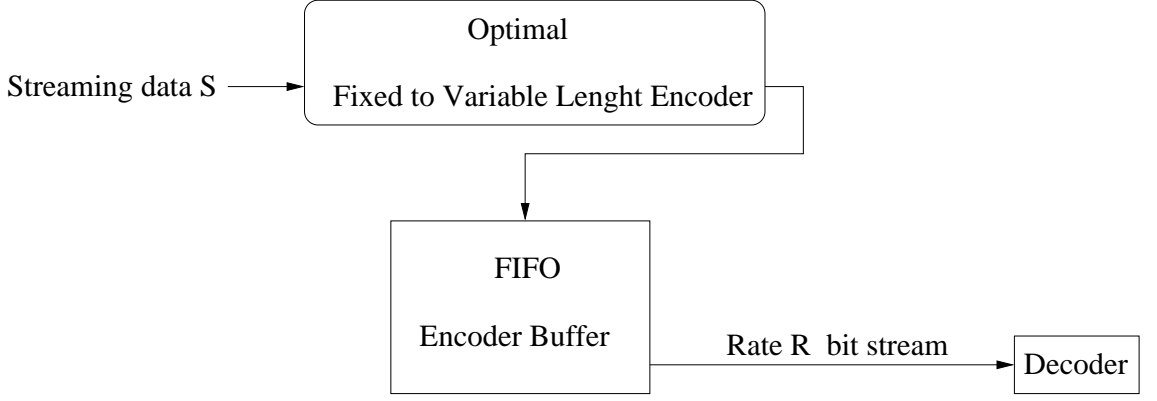 Optimal
Streaming data S
Fixed to Variable Lenght Encoder
FIFO
Encoder Buffer
Rate R bit stream
Decoder